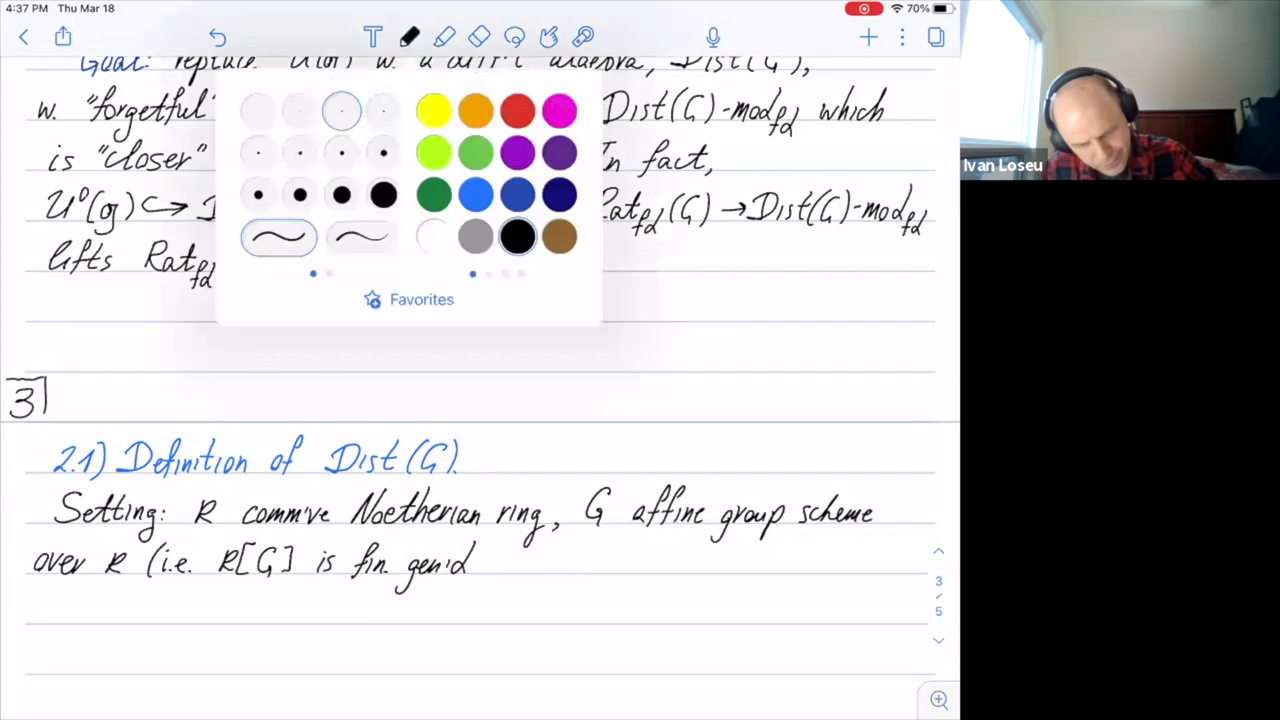 4:37 PM Thu Mar 18
70%
Goal: replace
algebra, Dist(G),
w. "forgetful"
Dist(G)-mod_fd which
is "closer"
In fact,
U^0(g) ↪
Rat_fd(G) → Dist(G)-mod_fd
lifts Rat_fd
Favorites
3
2.1) Definition of Dist(G).
Setting: R comm've Noetherian ring, G affine group scheme
over R (i.e. R[G] is fin. gen'd
3
5
Ivan Loseu